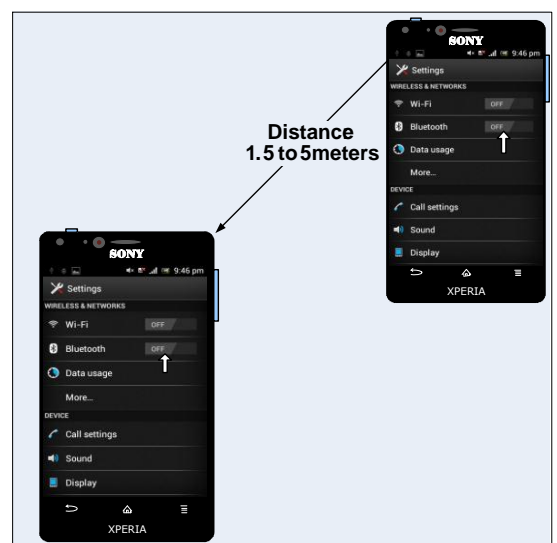 SONY
9:46 pm
Settings
WIRELESS & NETWORKS
Wi-Fi OFF
Bluetooth OFF
Data usage
More...
DEVICE
Call settings
Sound
Display
XPERIA
Distance
1.5 to 5meters
SONY
9:46 pm
Settings
WIRELESS & NETWORKS
Wi-Fi OFF
Bluetooth OFF
Data usage
More...
DEVICE
Call settings
Sound
Display
XPERIA